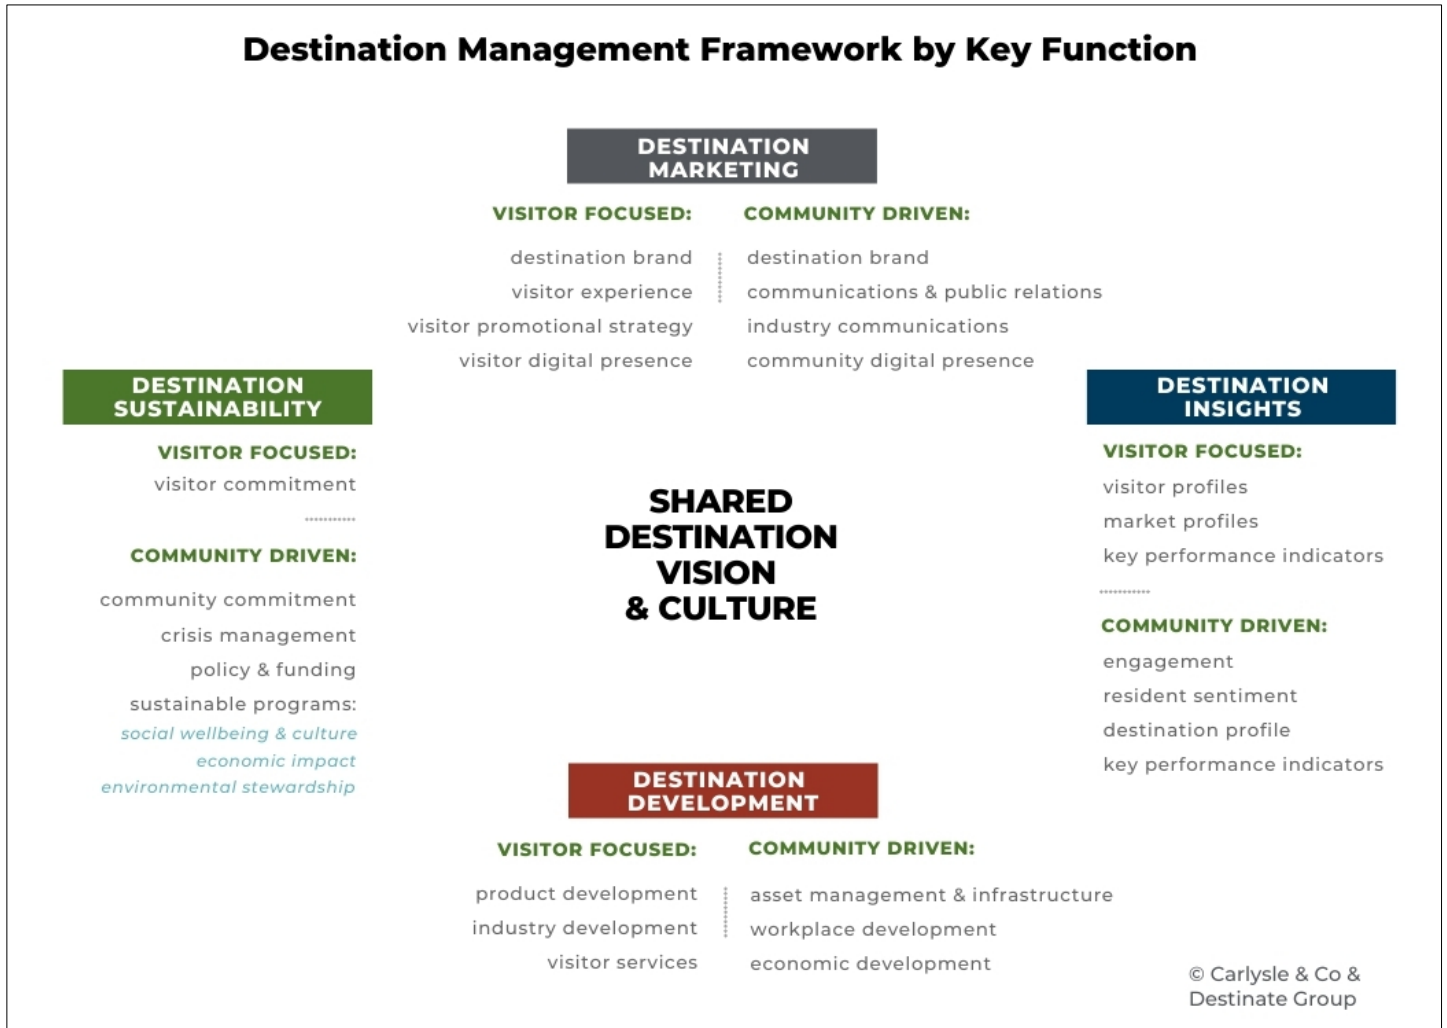 Destination Management Framework by Key Function
DESTINATION
MARKETING
VISITOR FOCUSED:
destination brand
visitor experience
visitor promotional strategy
visitor digital presence
COMMUNITY DRIVEN:
destination brand
communications & public relations
industry communications
community digital presence
DESTINATION
SUSTAINABILITY
VISITOR FOCUSED:
visitor commitment
COMMUNITY DRIVEN:
community commitment
crisis management
policy & funding
sustainable programs:
social wellbeing & culture
economic impact
environmental stewardship
SHARED
DESTINATION
VISION
& CULTURE
DESTINATION
INSIGHTS
VISITOR FOCUSED:
visitor profiles
market profiles
key performance indicators
COMMUNITY DRIVEN:
engagement
resident sentiment
destination profile
key performance indicators
DESTINATION
DEVELOPMENT
VISITOR FOCUSED:
product development
industry development
visitor services
COMMUNITY DRIVEN:
asset management & infrastructure
workplace development
economic development
© Carlysle & Co &
Destinate Group